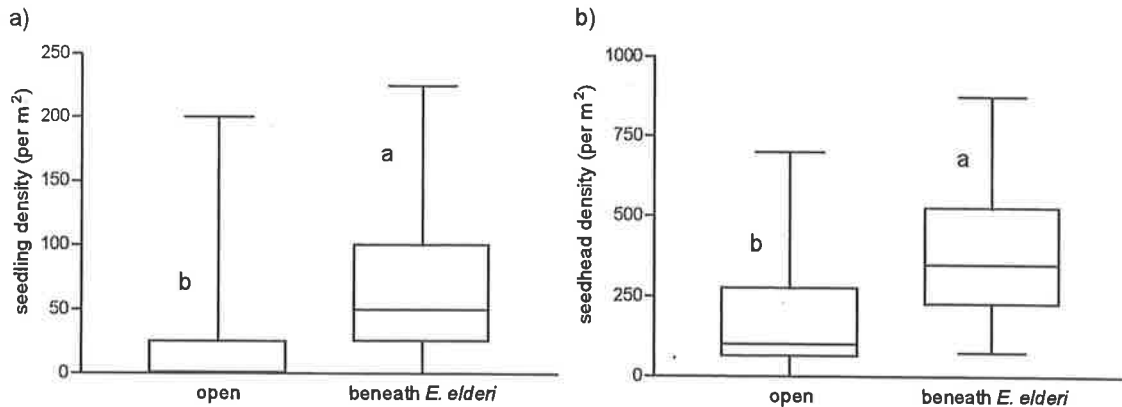 a)
seedling density (per m²)
250
200
150
100
50
0
b
a
open
beneath E. elderi
b)
seedhead density (per m²)
1000
750
500
250
0
b
a
open
beneath E. elderi